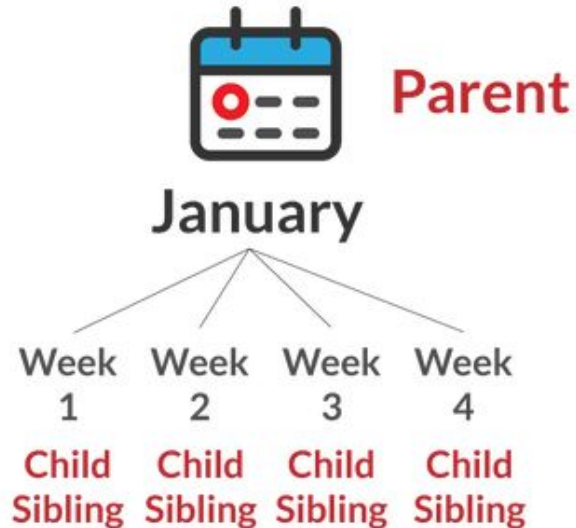 Parent
January
Week Week Week Week
1 2 3 4
Child Child Child Child
Sibling Sibling Sibling Sibling